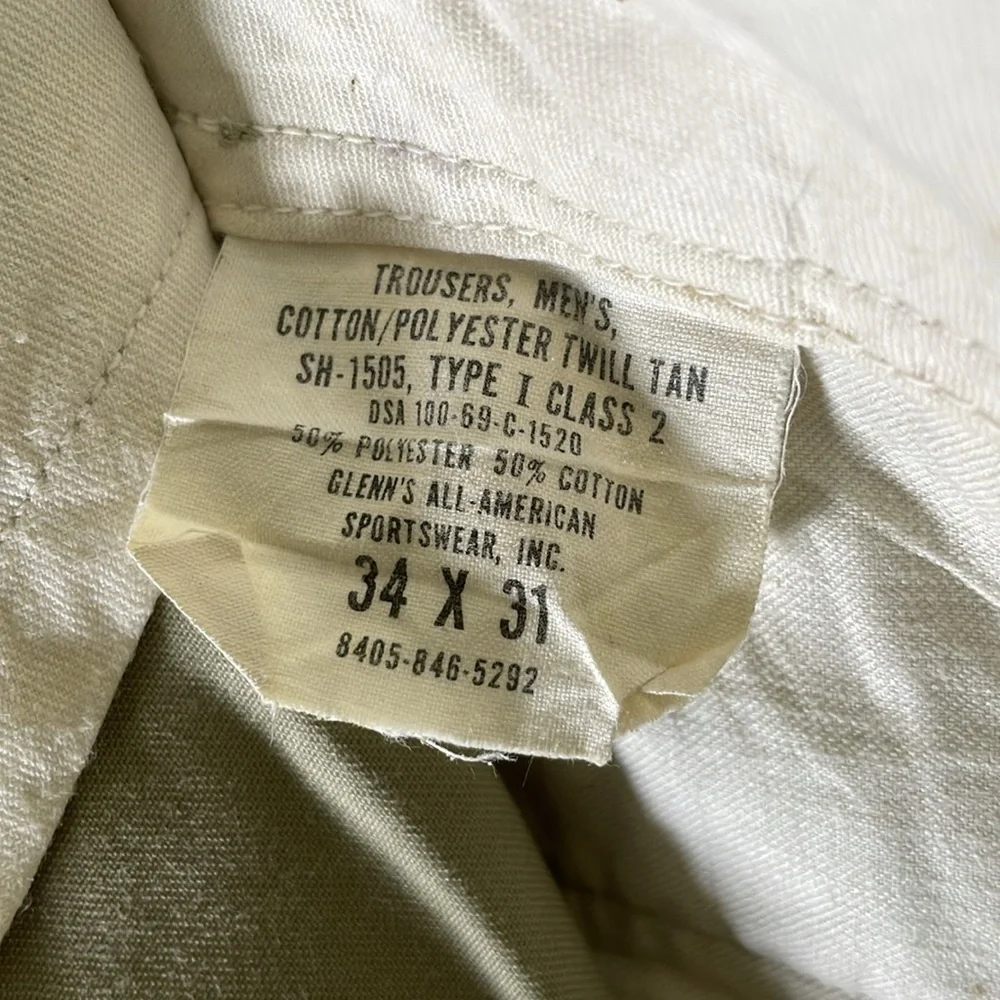 TROUSERS, MEN'S,
COTTON/POLYESTER TWILL TAN
SH-1505, TYPE I CLASS 2
DSA 100-69-C-1520
50% POLYESTER 50% COTTON
GLENN'S ALL-AMERICAN
SPORTSWEAR, INC.
34 X 31
8405-846-5292